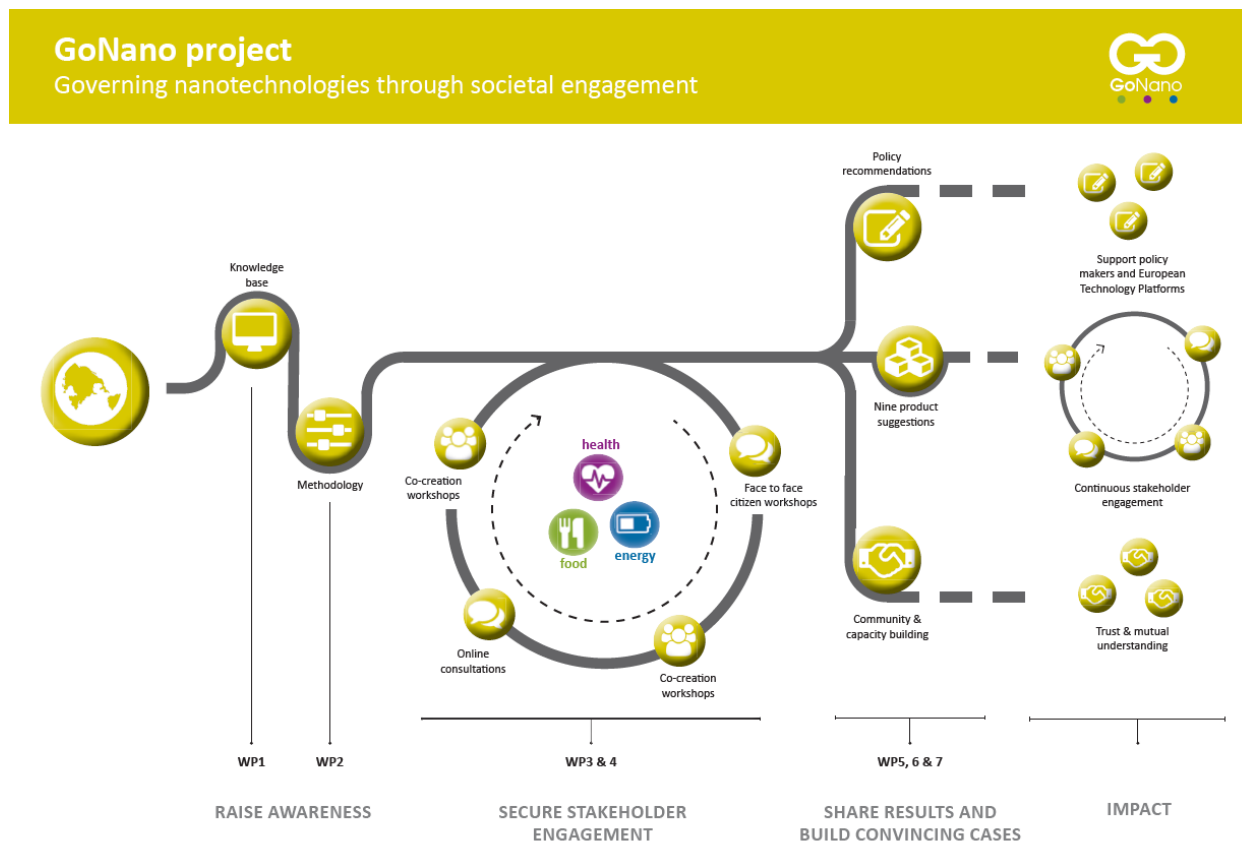 GoNano project
Governing nanotechnologies through societal engagement
GoNano
Knowledge
base
Methodology
Co-creation
workshops
health
food
energy
Face to face
citizen workshops
Online
consultations
Co-creation
workshops
Policy
recommendations
Nine product
suggestions
Community &
capacity building
Support policy
makers and European
Technology Platforms
Continuous stakeholder
engagement
Trust & mutual
understanding
WP1
WP2
WP3 & 4
WP5, 6 & 7
RAISE AWARENESS
SECURE STAKEHOLDER
ENGAGEMENT
SHARE RESULTS AND
BUILD CONVINCING CASES
IMPACT